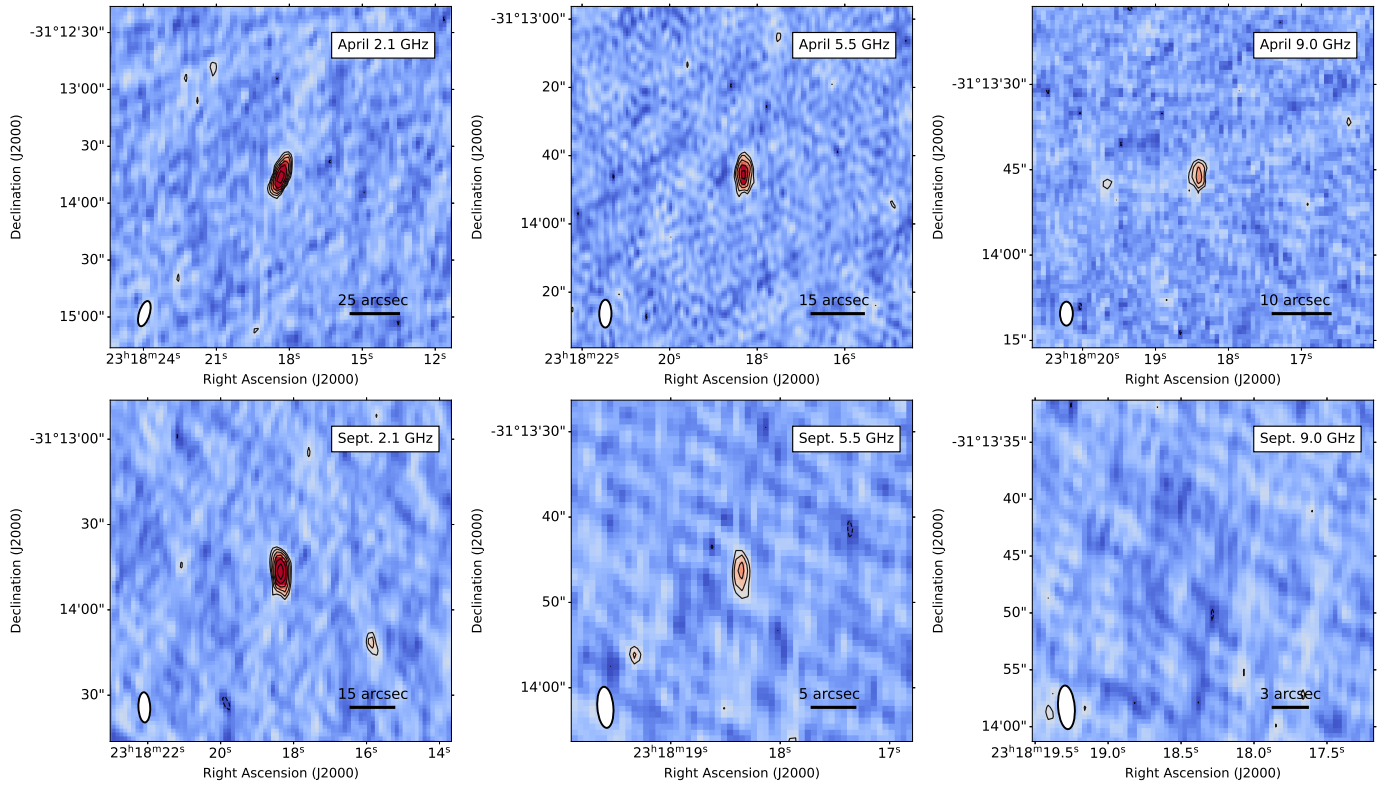 April 2.1 GHz
-31°12'30"
13'00"
30"
14'00"
30"
15'00"
25 arcsec
23ʰ18ᵐ24ˢ 21ˢ 18ˢ 15ˢ 12ˢ
Right Ascension (J2000)
Declination (J2000)
April 5.5 GHz
-31°13'00"
20"
40"
14'00"
20"
15 arcsec
23ʰ18ᵐ22ˢ 20ˢ 18ˢ 16ˢ
Right Ascension (J2000)
Declination (J2000)
April 9.0 GHz
-31°13'30"
45"
14'00"
15"
10 arcsec
23ʰ18ᵐ20ˢ 19ˢ 18ˢ 17ˢ
Right Ascension (J2000)
Declination (J2000)
Sept. 2.1 GHz
-31°13'00"
30"
14'00"
30"
15 arcsec
23ʰ18ᵐ22ˢ 20ˢ 18ˢ 16ˢ 14ˢ
Right Ascension (J2000)
Declination (J2000)
Sept. 5.5 GHz
-31°13'30"
40"
50"
14'00"
5 arcsec
23ʰ18ᵐ19ˢ 18ˢ 17ˢ
Right Ascension (J2000)
Declination (J2000)
Sept. 9.0 GHz
-31°13'35"
40"
45"
50"
55"
14'00"
3 arcsec
23ʰ18ᵐ19.5ˢ 19.0ˢ 18.5ˢ 18.0ˢ 17.5ˢ
Right Ascension (J2000)
Declination (J2000)